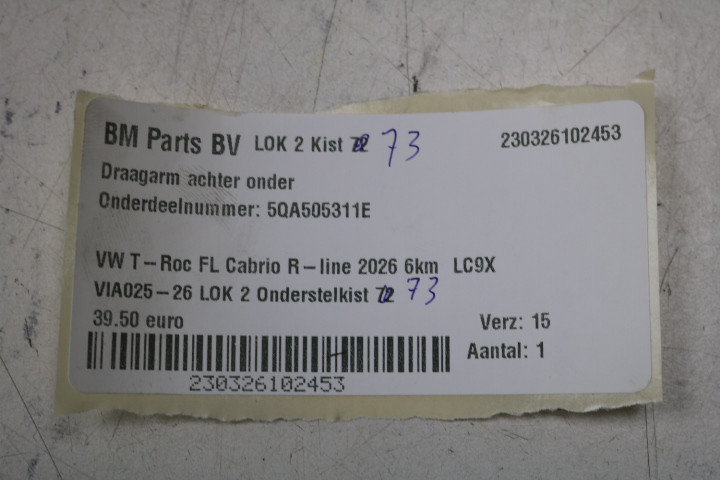 BM Parts BV LOK 2 Kist 72 73 230326102453
Draagarm achter onder
Onderdeelnummer: 5QA505311E
VW T-Roc FL Cabrio R-line 2026 6km LC9X
VIA025-26 LOK 2 Onderstelkist 72 73
39.50 euro Verz: 15
Aantal: 1
230326102453